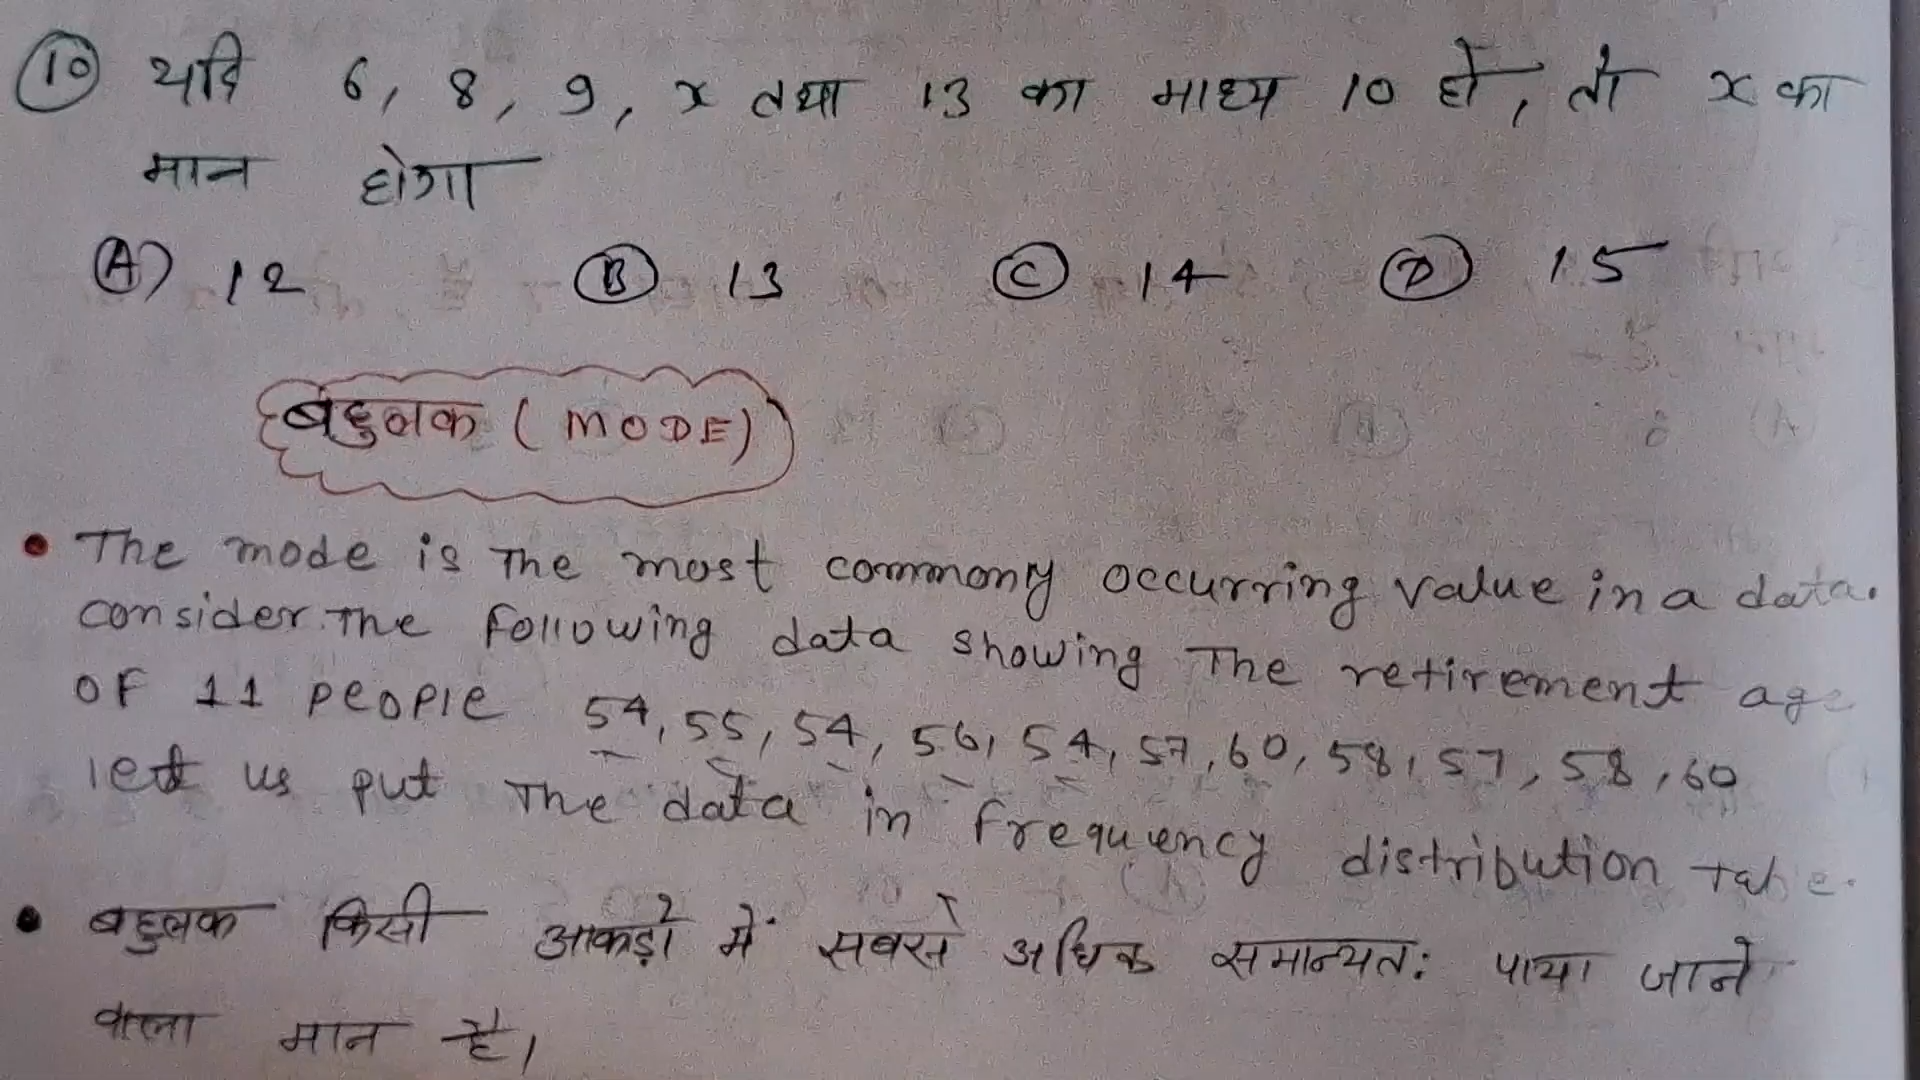 10 यदि 6, 8, 9, x तथा 13 का माध्य 10 हो, तो x का
मान होगा
(A) 12 (B) 13 (C) 14 (D) 15
बहुलक (MODE)
• The mode is The most commony occurring value in a data.
consider The following data showing The retirement age
of 11 people 54, 55, 54, 56, 54, 57, 60, 58, 57, 58, 60
let us put The data in frequency distribution Table.
• बहुलक किसी आकड़ो में सबसे अधिक समान्यत: पाया जाने
वाला मान है।